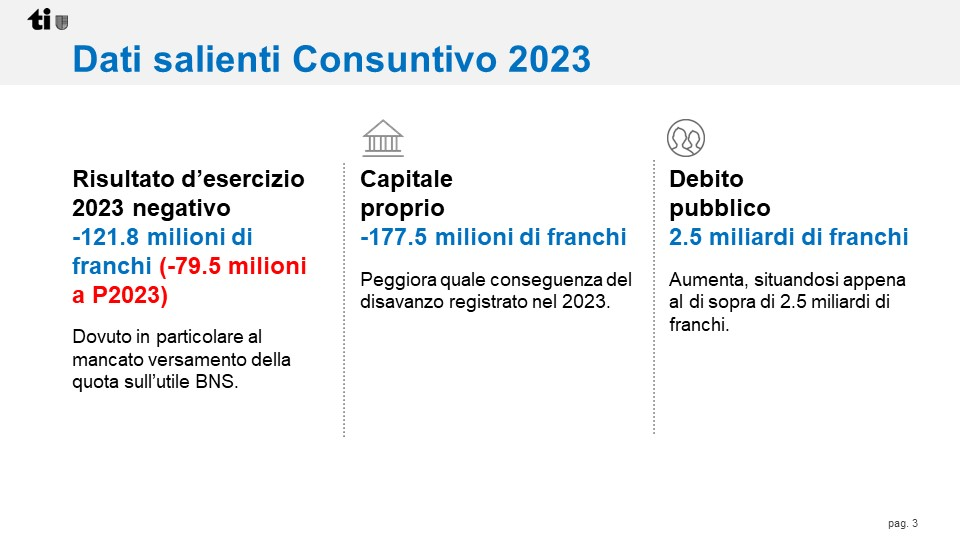 ti
Dati salienti Consuntivo 2023
Risultato d’esercizio
2023 negativo
-121.8 milioni di
franchi (-79.5 milioni
a P2023)
Dovuto in particolare al
mancato versamento della
quota sull’utile BNS.
Capitale
proprio
-177.5 milioni di franchi
Peggiora quale conseguenza del
disavanzo registrato nel 2023.
Debito
pubblico
2.5 miliardi di franchi
Aumenta, situandosi appena
al di sopra di 2.5 miliardi di
franchi.
pag. 3